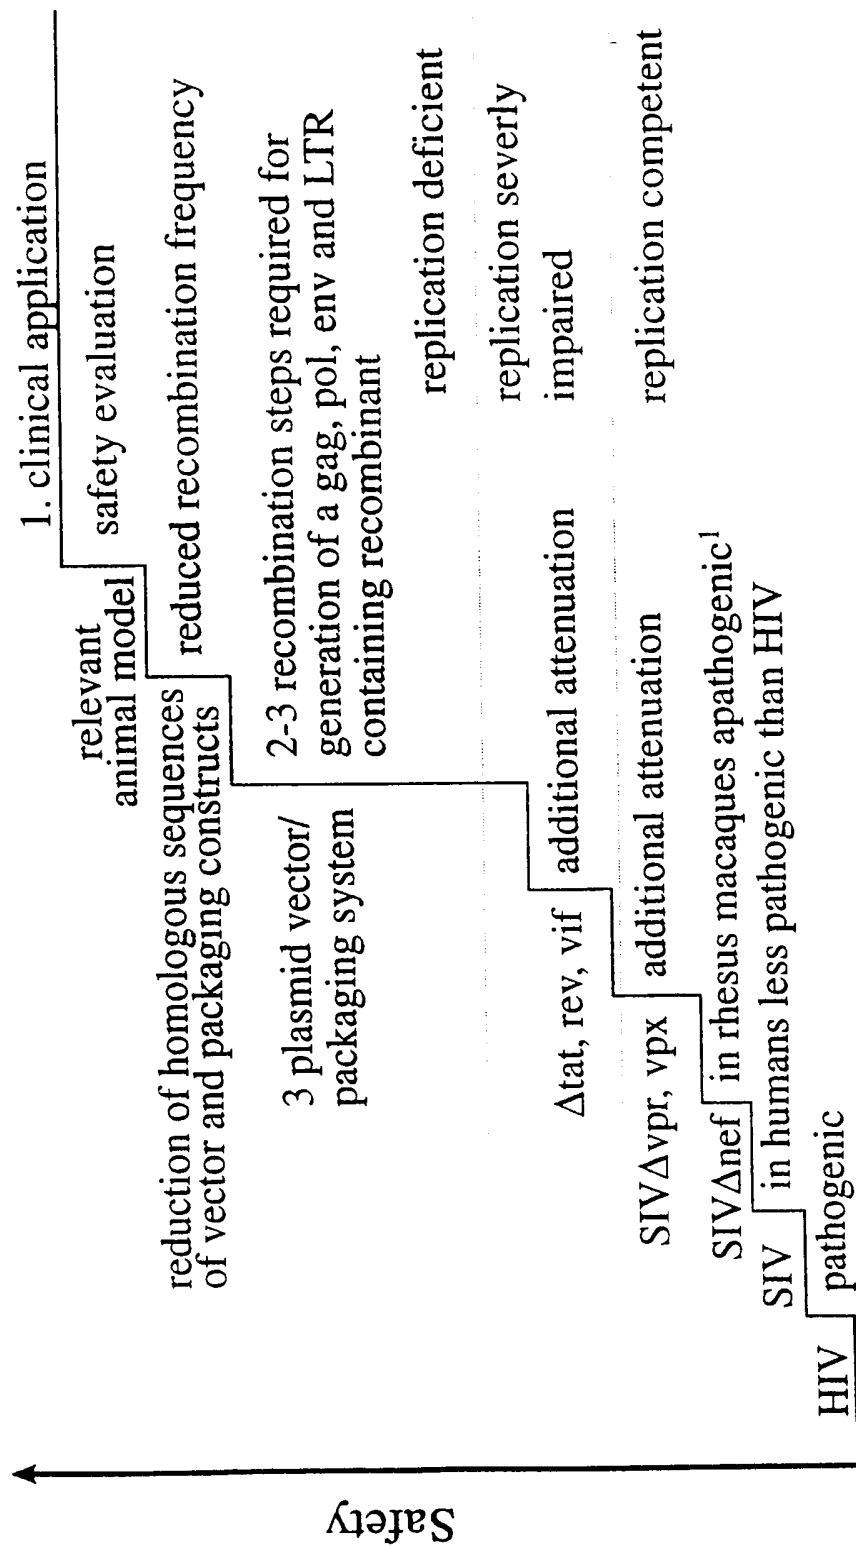 1. clinical application
relevant
animal model
safety evaluation
reduction of homologous sequences
of vector and packaging constructs
reduced recombination frequency
3 plasmid vector/
packaging system
2-3 recombination steps required for
generation of a gag, pol, env and LTR
containing recombinant
replication deficient
replication severly
impaired
Δtat, rev, vif
additional attenuation
replication competent
SIVΔvpr, vpx
additional attenuation
SIVΔnef
in rhesus macaques apathogenic¹
SIV
in humans less pathogenic than HIV
HIV
pathogenic
Safety